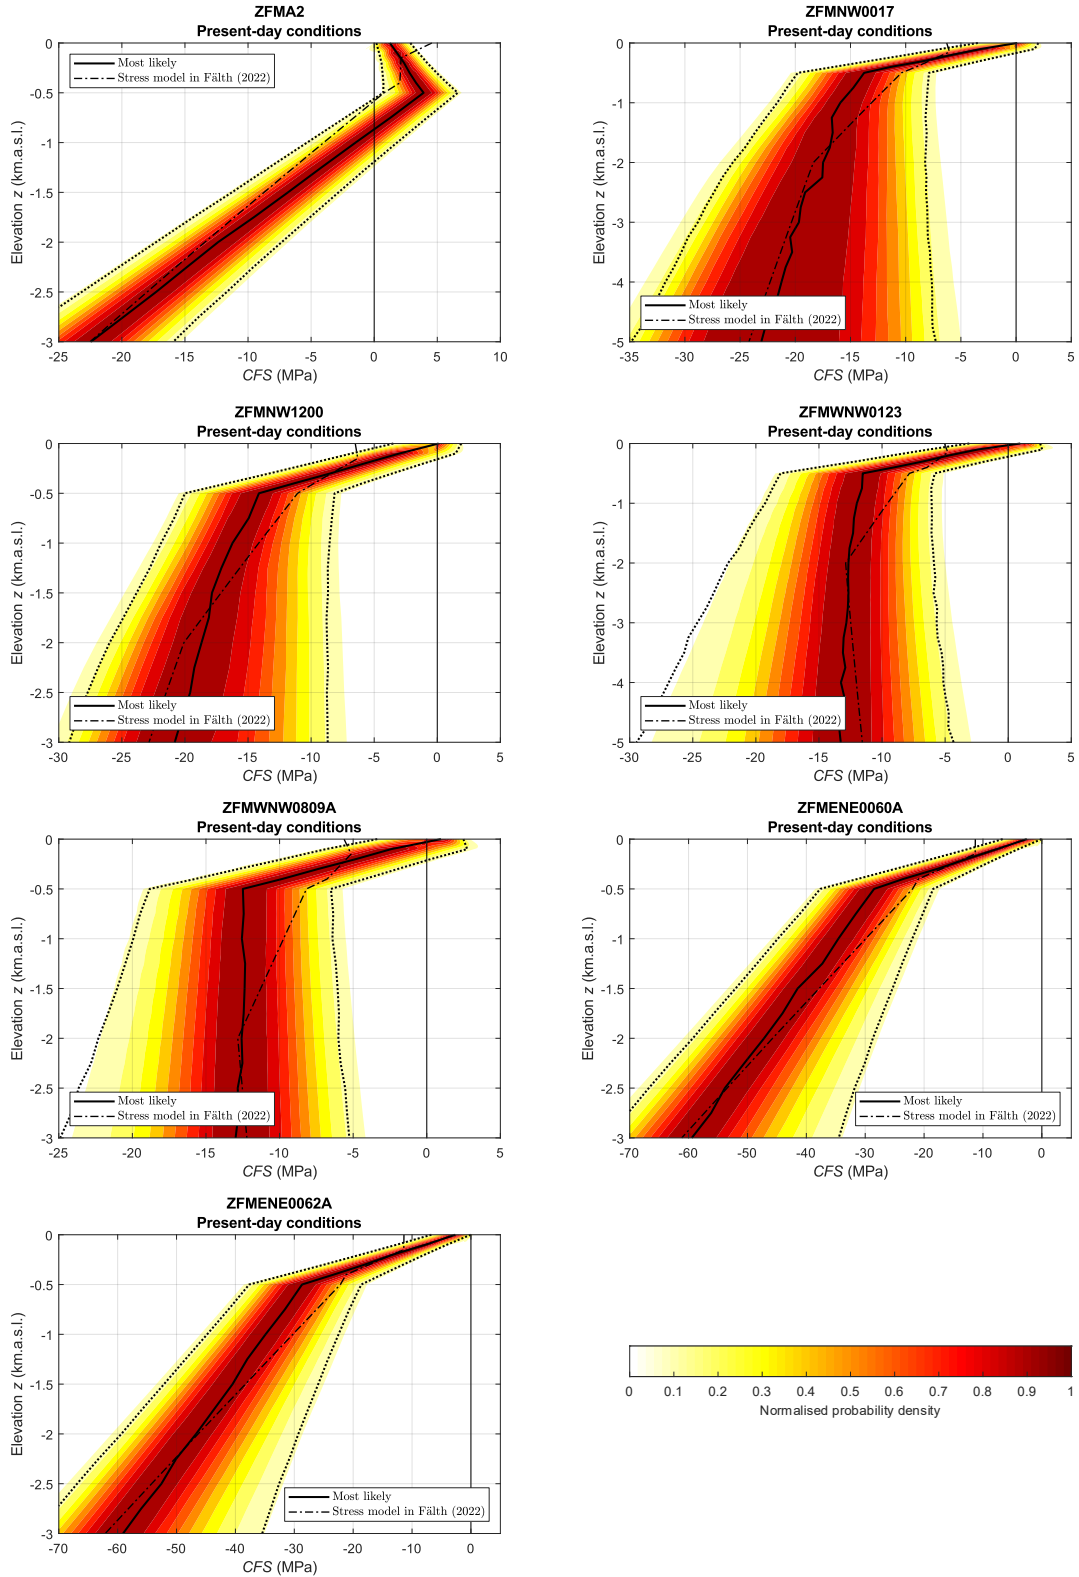 ZFMA2
Present-day conditions
0
-0.5
-1
-1.5
-2
-2.5
-3
Elevation z (km.a.s.l.)
Most likely
Stress model in Fälth (2022)
-25
-20
-15
-10
-5
0
5
10
CFS (MPa)
ZFMNW0017
Present-day conditions
0
-1
-2
-3
-4
-5
Elevation z (km.a.s.l.)
Most likely
Stress model in Fälth (2022)
-35
-30
-25
-20
-15
-10
-5
0
5
CFS (MPa)
ZFMNW1200
Present-day conditions
0
-0.5
-1
-1.5
-2
-2.5
-3
Elevation z (km.a.s.l.)
Most likely
Stress model in Fälth (2022)
-30
-25
-20
-15
-10
-5
0
5
CFS (MPa)
ZFMWNW0123
Present-day conditions
0
-1
-2
-3
-4
-5
Elevation z (km.a.s.l.)
Most likely
Stress model in Fälth (2022)
-30
-25
-20
-15
-10
-5
0
5
CFS (MPa)
ZFMWNW0809A
Present-day conditions
0
-0.5
-1
-1.5
-2
-2.5
-3
Elevation z (km.a.s.l.)
Most likely
Stress model in Fälth (2022)
-25
-20
-15
-10
-5
0
5
CFS (MPa)
ZFMENE0060A
Present-day conditions
0
-0.5
-1
-1.5
-2
-2.5
-3
Elevation z (km.a.s.l.)
Most likely
Stress model in Fälth (2022)
-70
-60
-50
-40
-30
-20
-10
0
CFS (MPa)
ZFMENE0062A
Present-day conditions
0
-0.5
-1
-1.5
-2
-2.5
-3
Elevation z (km.a.s.l.)
Most likely
Stress model in Fälth (2022)
-70
-60
-50
-40
-30
-20
-10
0
CFS (MPa)
0
0.1
0.2
0.3
0.4
0.5
0.6
0.7
0.8
0.9
1
Normalised probability density